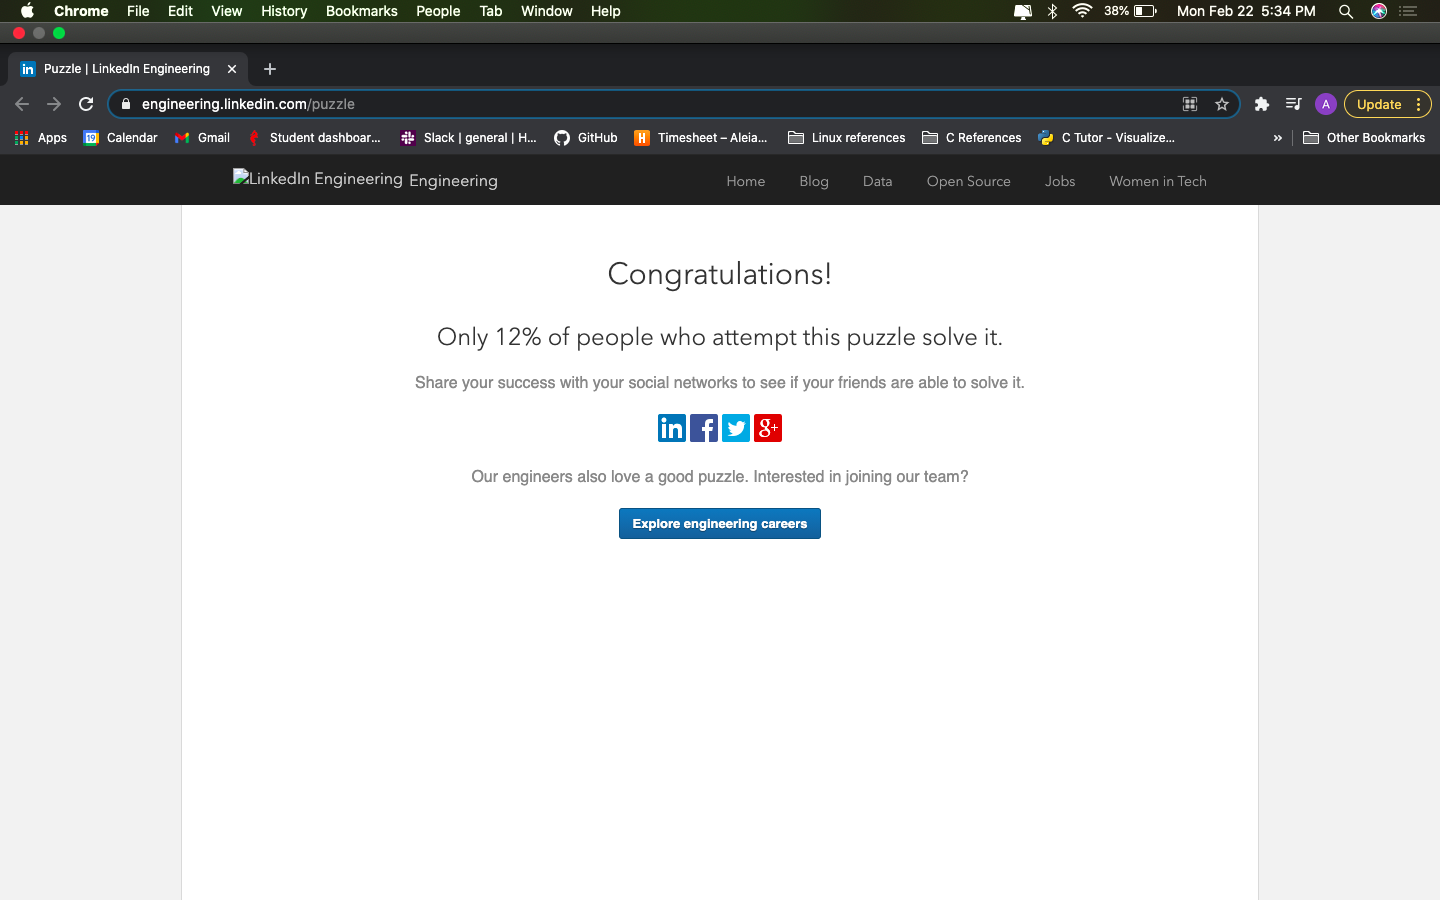 Chrome File Edit View History Bookmarks People Tab Window Help 38% Mon Feb 22 5:34 PM
in Puzzle | LinkedIn Engineering
engineering.linkedin.com/puzzle A Update
Apps 19 Calendar Gmail Student dashboar... Slack | general | H... GitHub H Timesheet – Aleia... Linux references C References C Tutor - Visualize... » Other Bookmarks
LinkedIn Engineering Engineering Home Blog Data Open Source Jobs Women in Tech
Congratulations!
Only 12% of people who attempt this puzzle solve it.
Share your success with your social networks to see if your friends are able to solve it.
in f g+
Our engineers also love a good puzzle. Interested in joining our team?
Explore engineering careers